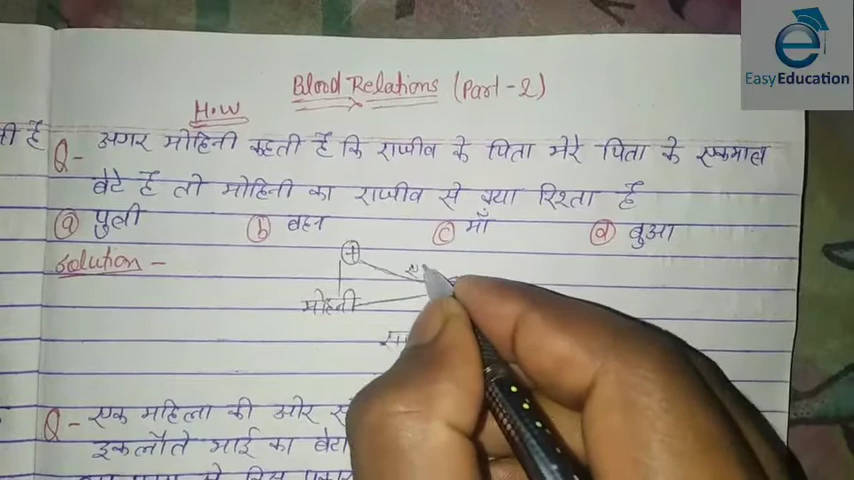 EasyEducation
Blood Relations (Part-2)
H.W
ती है
Q- अगर मोहिनी कहती है कि राजीव के पिता मेरे पिता के एकमात्र
बेटे हैं तो मोहिनी का राजीव से क्या रिश्ता है
(a) पुत्री (b) बहन (c) माँ (d) बुआ
Solution -
+
मोहिनी
Q- एक महिला की ओर
इकलौते भाई का बेटा